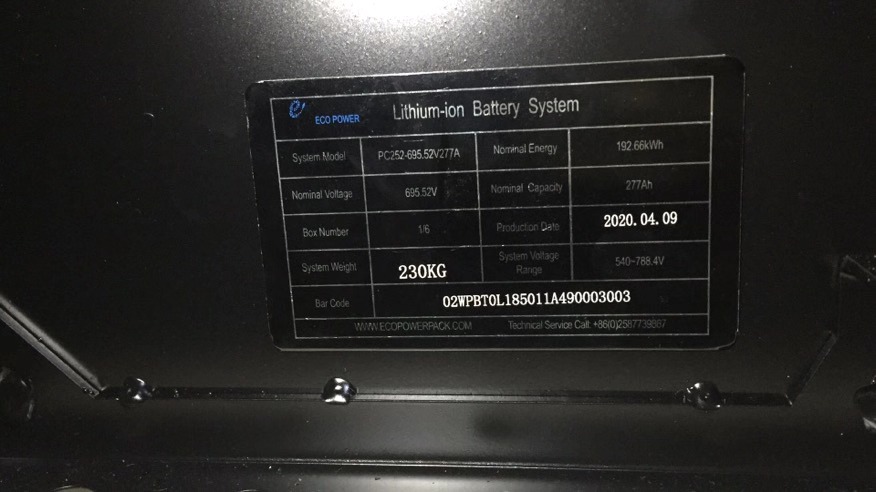 e
ECO POWER
Lithium-ion Battery System
System Model PC252-695.52V277A Nominal Energy 192.66kWh
Nominal Voltage 695.52V Nominal Capacity 277Ah
Box Number 1/6 Production Date 2020.04.09
System Weight 230KG System Voltage Range 540~788.4V
Bar Code 02WPBT0L185011A490003003
WWW.ECOPOWERPACK.COM Technical Service Call: +86(0)2587739887